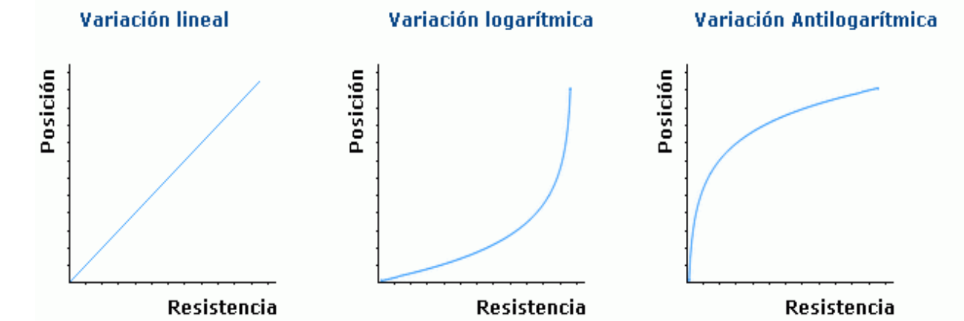 Variación lineal
Variación logarítmica
Variación Antilogarítmica
Posición
Posición
Posición
Resistencia
Resistencia
Resistencia